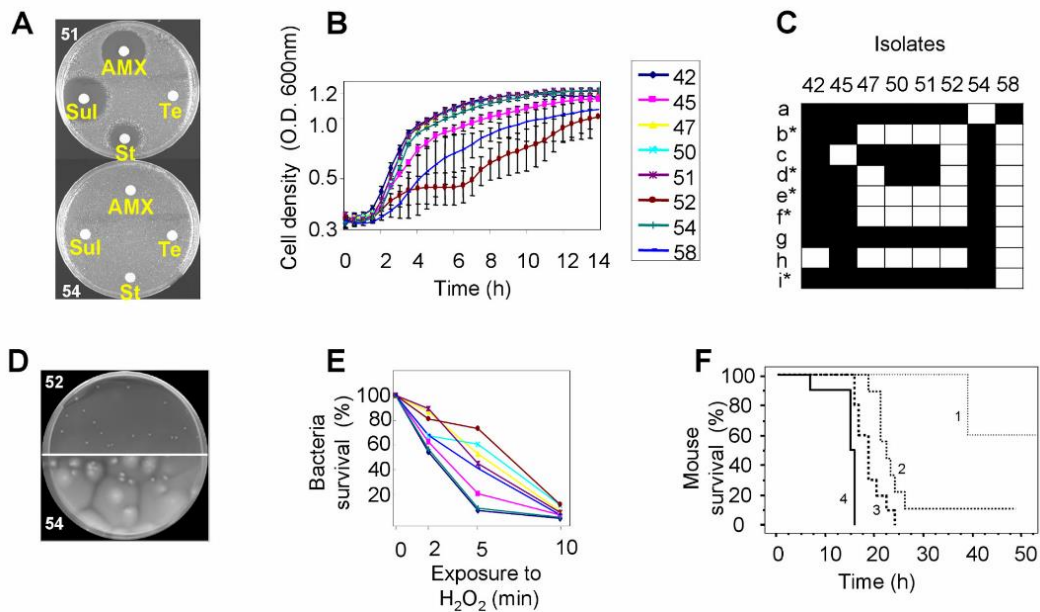 A
51
AMX
Sul
Te
St
AMX
Sul
Te
St
54
B
Cell density (O.D. 600nm)
1.2
1.0
0.5
0.3
0 2 4 6 8 10 12 14
Time (h)
42
45
47
50
51
52
54
58
C
Isolates
42 45 47 50 51 52 54 58
a
b*
c
d*
e*
f*
g
h
i*
D
52
54
E
Bacteria survival (%)
100
80
60
40
20
0 2 5 10
Exposure to
H₂O₂ (min)
F
Mouse survival (%)
100
80
60
40
20
0
1
2
3
4
0 10 20 30 40 50
Time (h)